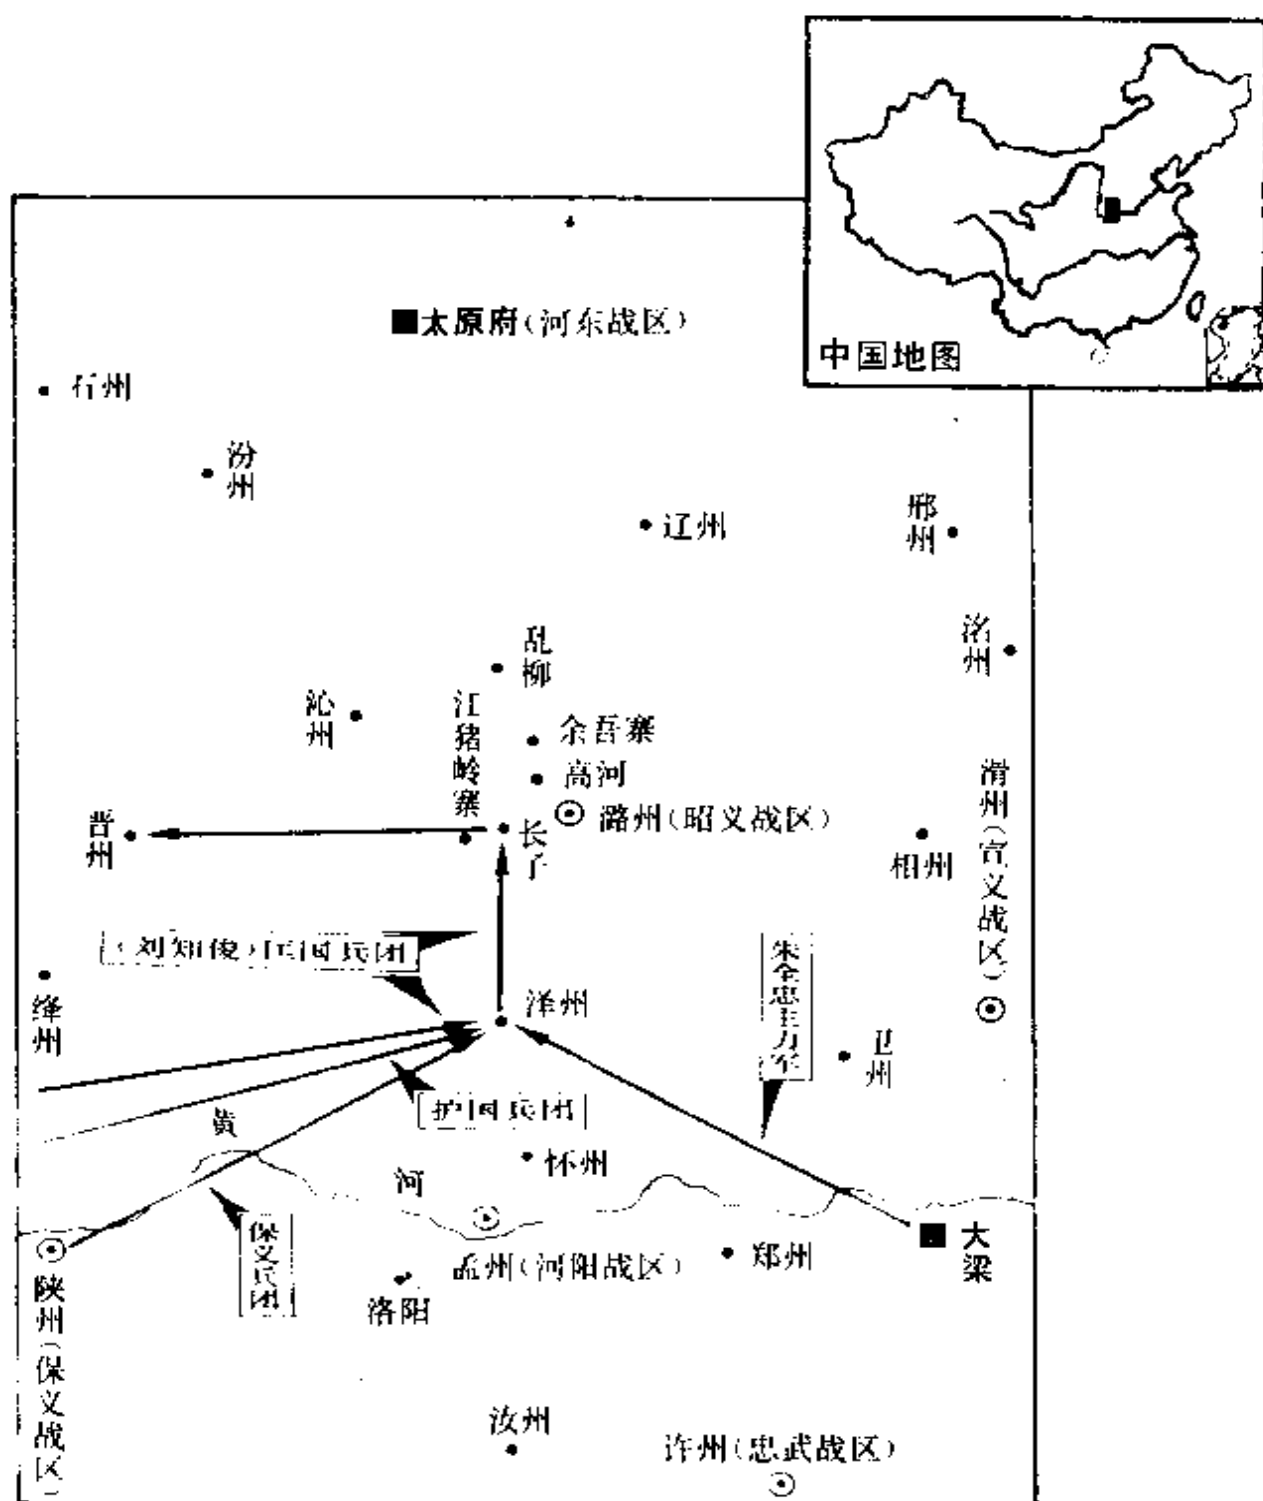 中国地图
太原府(河东战区)
石州
汾州
辽州
邢州
洺州
乱柳
沁州
江猪岭寨
余吾寨
高河
潞州(昭义战区)
滑州(宣义战区)
晋州
长子
相州
(刘知俊)匡国兵团
朱全忠主力军
绛州
泽州
卫州
护国兵团
黄河
怀州
保义兵团
孟州(河阳战区)
郑州
大梁
洛阳
陕州(保义战区)
汝州
许州(忠武战区)